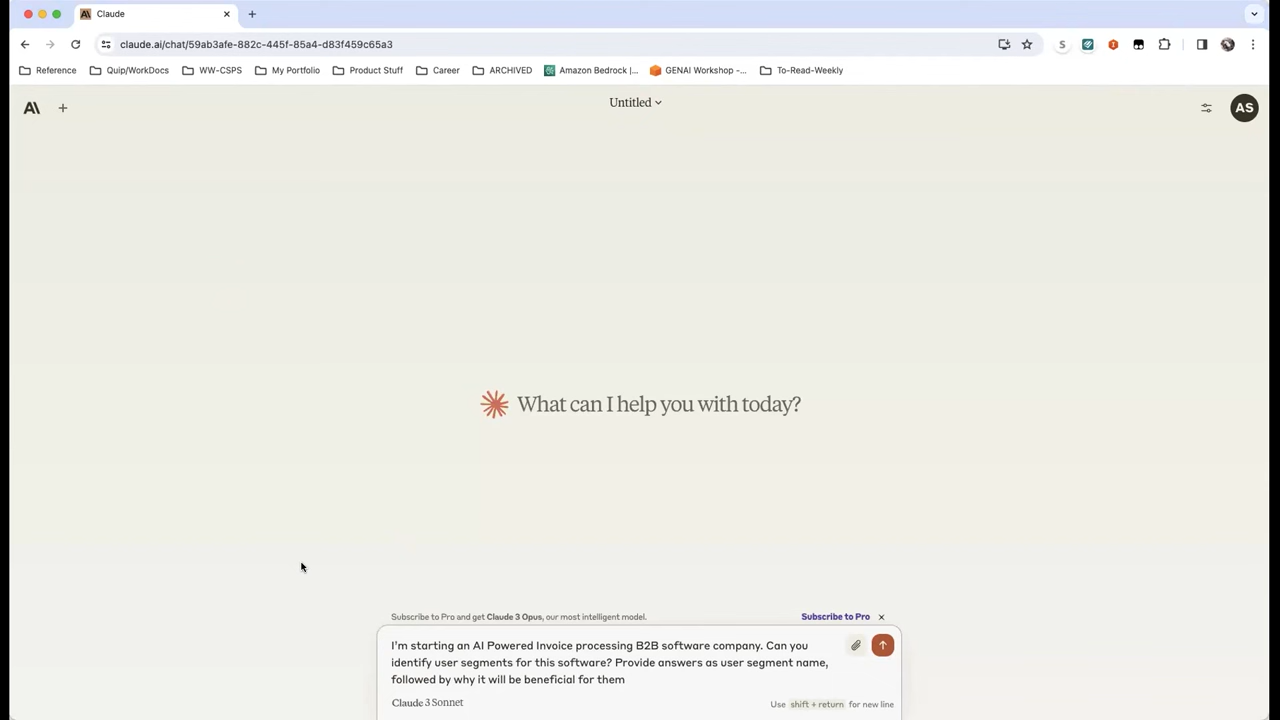 Claude
claude.ai/chat/59ab3afe-882c-445f-85a4-d83f459c65a3
Reference Quip/WorkDocs WW-CSPS My Portfolio Product Stuff Career ARCHIVED Amazon Bedrock |... GENAI Workshop -... To-Read-Weekly
Untitled
AS
What can I help you with today?
Subscribe to Pro and get Claude 3 Opus, our most intelligent model. Subscribe to Pro
I'm starting an AI Powered Invoice processing B2B software company. Can you
identify user segments for this software? Provide answers as user segment name,
followed by why it will be beneficial for them
Claude 3 Sonnet Use shift + return for new line